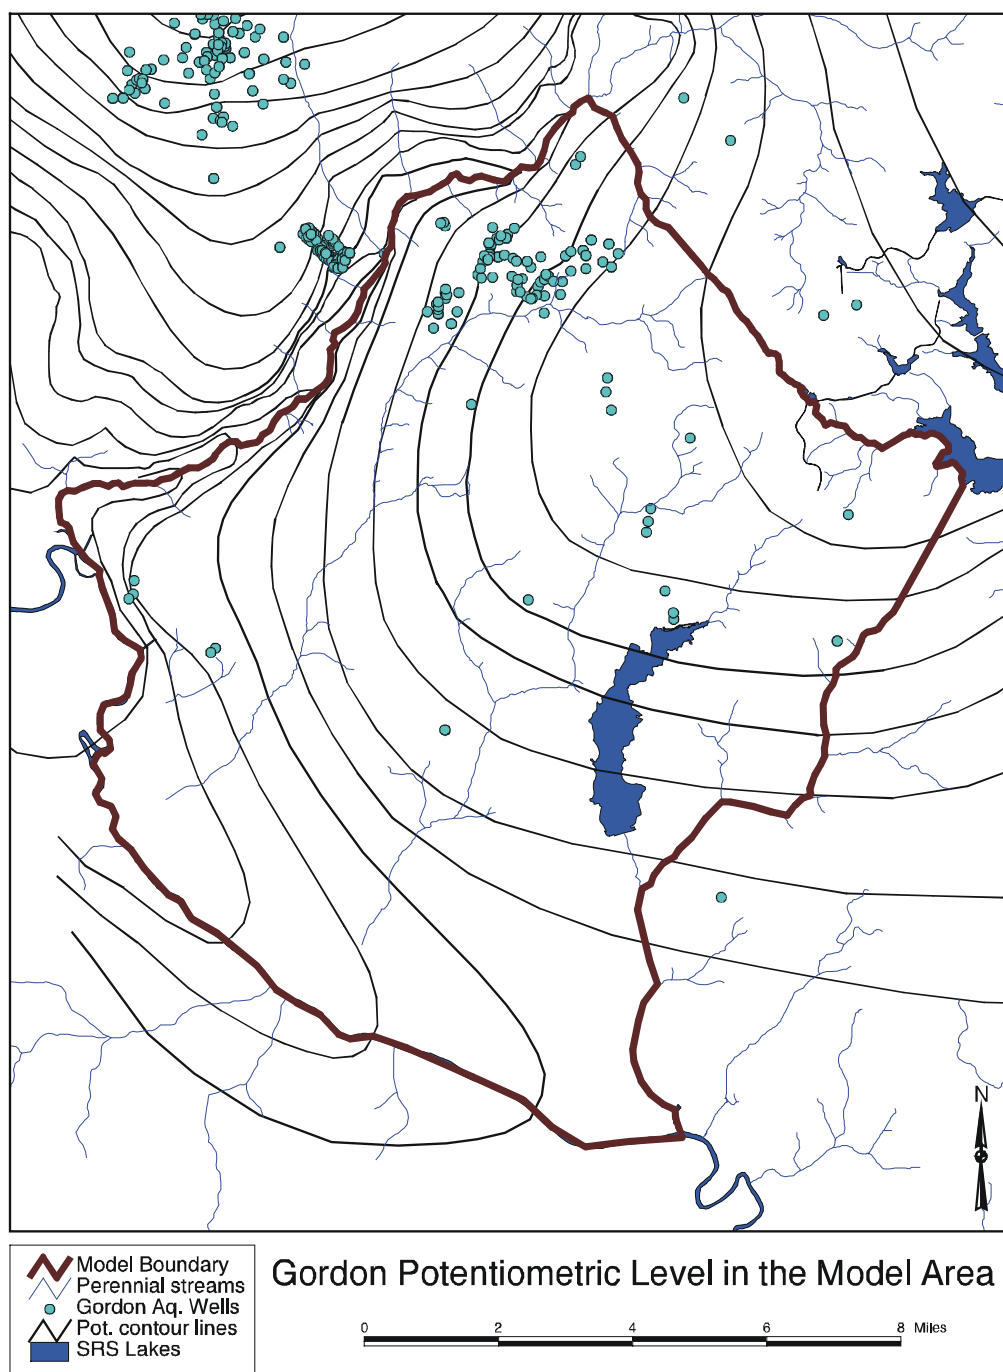 N
Model Boundary
Perennial streams
Gordon Aq. Wells
Pot. contour lines
SRS Lakes
Gordon Potentiometric Level in the Model Area
0 2 4 6 8 Miles